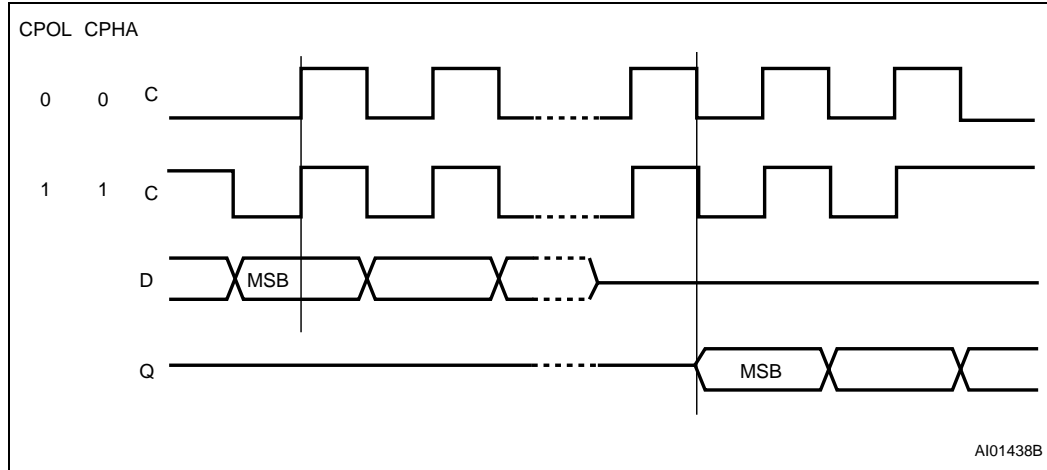 CPOL CPHA
0 0 C
1 1 C
D MSB
Q MSB
AI01438B